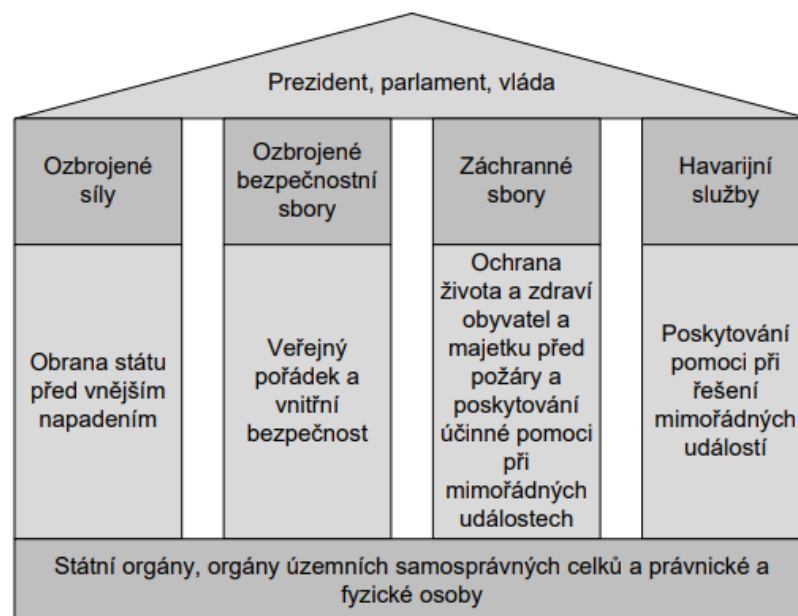 Prezident, parlament, vláda
Ozbrojené
síly
Ozbrojené
bezpečnostní
sbory
Záchranné
sbory
Havarijní
služby
Obrana státu
před vnějším
napadením
Veřejný
pořádek a
vnitřní
bezpečnost
Ochrana
života a zdraví
obyvatel a
majetku před
požáry a
poskytování
účinné pomoci
při
mimořádných
událostech
Poskytování
pomoci při
řešení
mimořádných
událostí
Státní orgány, orgány územních samosprávných celků a právnické a
fyzické osoby